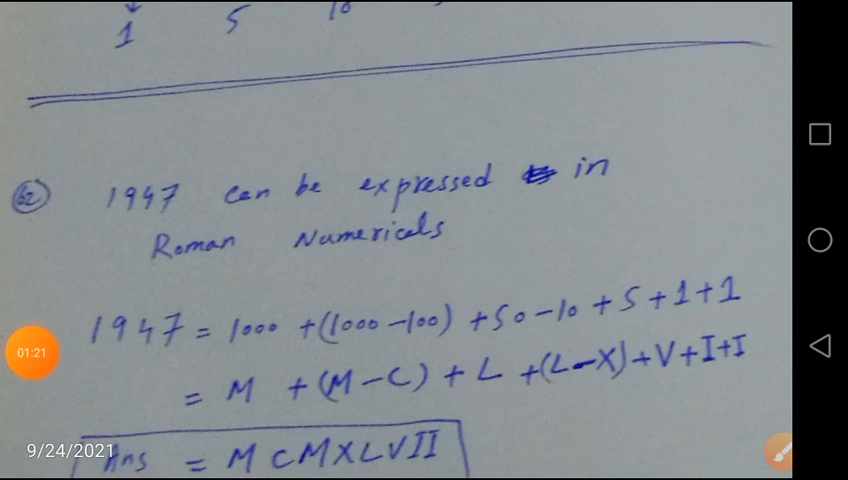 1 5 10
62 1947 can be expressed in
Roman Numericals
1947 = 1000 + (1000 - 100) + 50 - 10 + 5 + 1 + 1
= M + (M - C) + L + (L - X) + V + I + I
Ans = MCMXLVII
01:21
9/24/2021